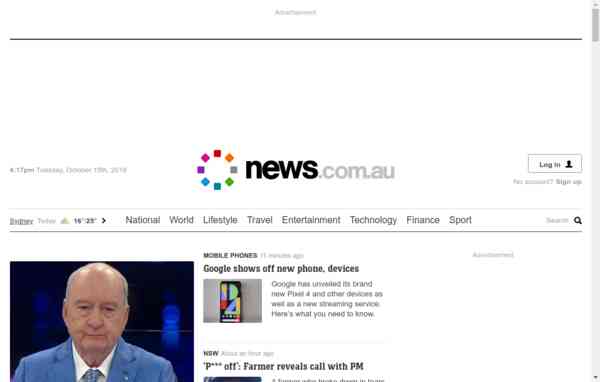 Advertisement
4:17pm Tuesday, October 15th, 2019
news.com.au
Log in
No account? Sign up
Sydney Today 16°/25°
National World Lifestyle Travel Entertainment Technology Finance Sport
Search
MOBILE PHONES 11 minutes ago
Advertisement
Google shows off new phone, devices
Google has unveiled its brand
new Pixel 4 and other devices as
well as a new streaming service.
Here's what you need to know.
NSW About an hour ago
'P*** off': Farmer reveals call with PM
A farmer who broke down in tears